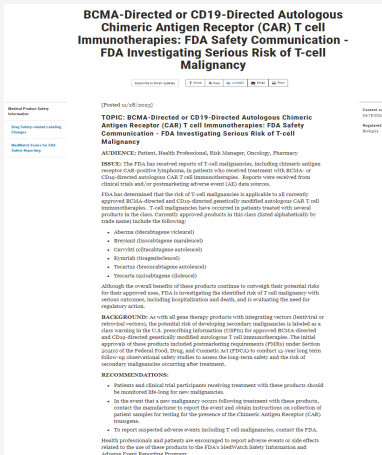 BCMA-Directed or CD19-Directed Autologous
Chimeric Antigen Receptor (CAR) T cell
Immunotherapies: FDA Safety Communication -
FDA Investigating Serious Risk of T-cell
Malignancy
Subscribe to Email Updates
Share
Post
Linkedin
Email
Print
Medical Product Safety
Information
Drug Safety-related Labeling
Changes
MedWatch Forms for FDA
Safety Reporting
[Posted 11/28/2023]
TOPIC: BCMA-Directed or CD19-Directed Autologous Chimeric
Antigen Receptor (CAR) T cell Immunotherapies: FDA Safety
Communication - FDA Investigating Serious Risk of T-cell
Malignancy
AUDIENCE: Patient, Health Professional, Risk Manager, Oncology, Pharmacy
ISSUE: The FDA has received reports of T-cell malignancies, including chimeric antigen
receptor CAR-positive lymphoma, in patients who received treatment with BCMA- or
CD19-directed autologous CAR T cell immunotherapies. Reports were received from
clinical trials and/or postmarketing adverse event (AE) data sources.
FDA has determined that the risk of T-cell malignancies is applicable to all currently
approved BCMA-directed and CD19-directed genetically modified autologous CAR T cell
immunotherapies. T-cell malignancies have occurred in patients treated with several
products in the class. Currently approved products in this class (listed alphabetically by
trade name) include the following:
• Abecma (idecabtagene vicleucel)
• Breyanzi (lisocabtagene maraleucel)
• Carvykti (ciltacabtagene autoleucel)
• Kymriah (tisagenlecleucel)
• Tecartus (brexucabtagene autoleucel)
• Yescarta (axicabtagene ciloleucel)
Although the overall benefits of these products continue to outweigh their potential risks
for their approved uses, FDA is investigating the identified risk of T cell malignancy with
serious outcomes, including hospitalization and death, and is evaluating the need for
regulatory action.
BACKGROUND: As with all gene therapy products with integrating vectors (lentiviral or
retroviral vectors), the potential risk of developing secondary malignancies is labeled as a
class warning in the U.S. prescribing information (USPIs) for approved BCMA-directed
and CD19-directed genetically modified autologous T cell immunotherapies. The initial
approvals of these products included postmarketing requirements (PMRs) under Section
505(o) of the Federal Food, Drug, and Cosmetic Act (FDCA) to conduct 15-year long term
follow-up observational safety studies to assess the long-term safety and the risk of
secondary malignancies occurring after treatment.
RECOMMENDATIONS:
• Patients and clinical trial participants receiving treatment with these products should
be monitored life-long for new malignancies.
• In the event that a new malignancy occurs following treatment with these products,
contact the manufacturer to report the event and obtain instructions on collection of
patient samples for testing for the presence of the Chimeric Antigen Receptor (CAR)
transgene.
• To report suspected adverse events including T cell malignancies, contact the FDA.
Health professionals and patients are encouraged to report adverse events or side effects
related to the use of these products to the FDA's MedWatch Safety Information and
Adverse Event Reporting Program
Regulated
Biologics